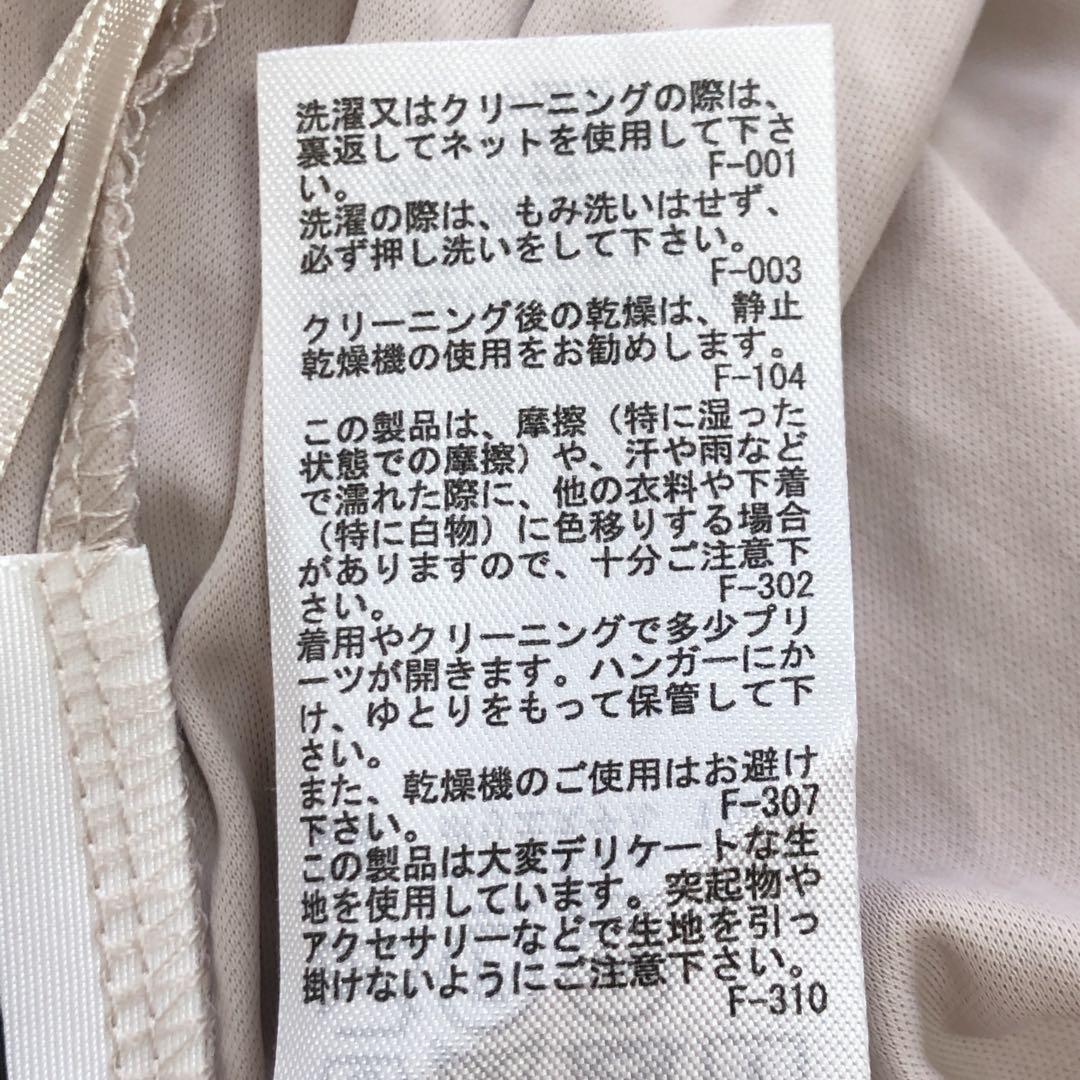 洗濯又はクリーニングの際は、
裏返してネットを使用して下さ
い。
F-001
洗濯の際は、もみ洗いはせず、
必ず押し洗いをして下さい。
F-003
クリーニング後の乾燥は、静止
乾燥機の使用をお勧めします。
F-104
この製品は、摩擦（特に湿った
状態での摩擦）や、汗や雨など
で濡れた際に、他の衣料や下着
（特に白物）に色移りする場合
がありますので、十分ご注意下
さい。
F-302
着用やクリーニングで多少プリ
ーツが開きます。ハンガーにか
け、ゆとりをもって保管して下
さい。
また、乾燥機のご使用はお避け
下さい。
F-307
この製品は大変デリケートな生
地を使用しています。突起物や
アクセサリーなどで生地を引っ
掛けないようにご注意下さい。
F-310